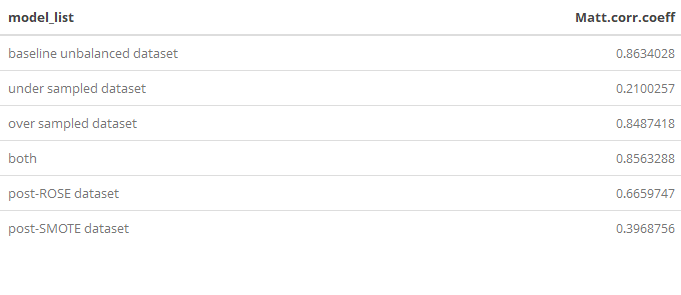 model_list Matt.corr.coeff
baseline unbalanced dataset 0.8634028
under sampled dataset 0.2100257
over sampled dataset 0.8487418
both 0.8563288
post-ROSE dataset 0.6659747
post-SMOTE dataset 0.3968756